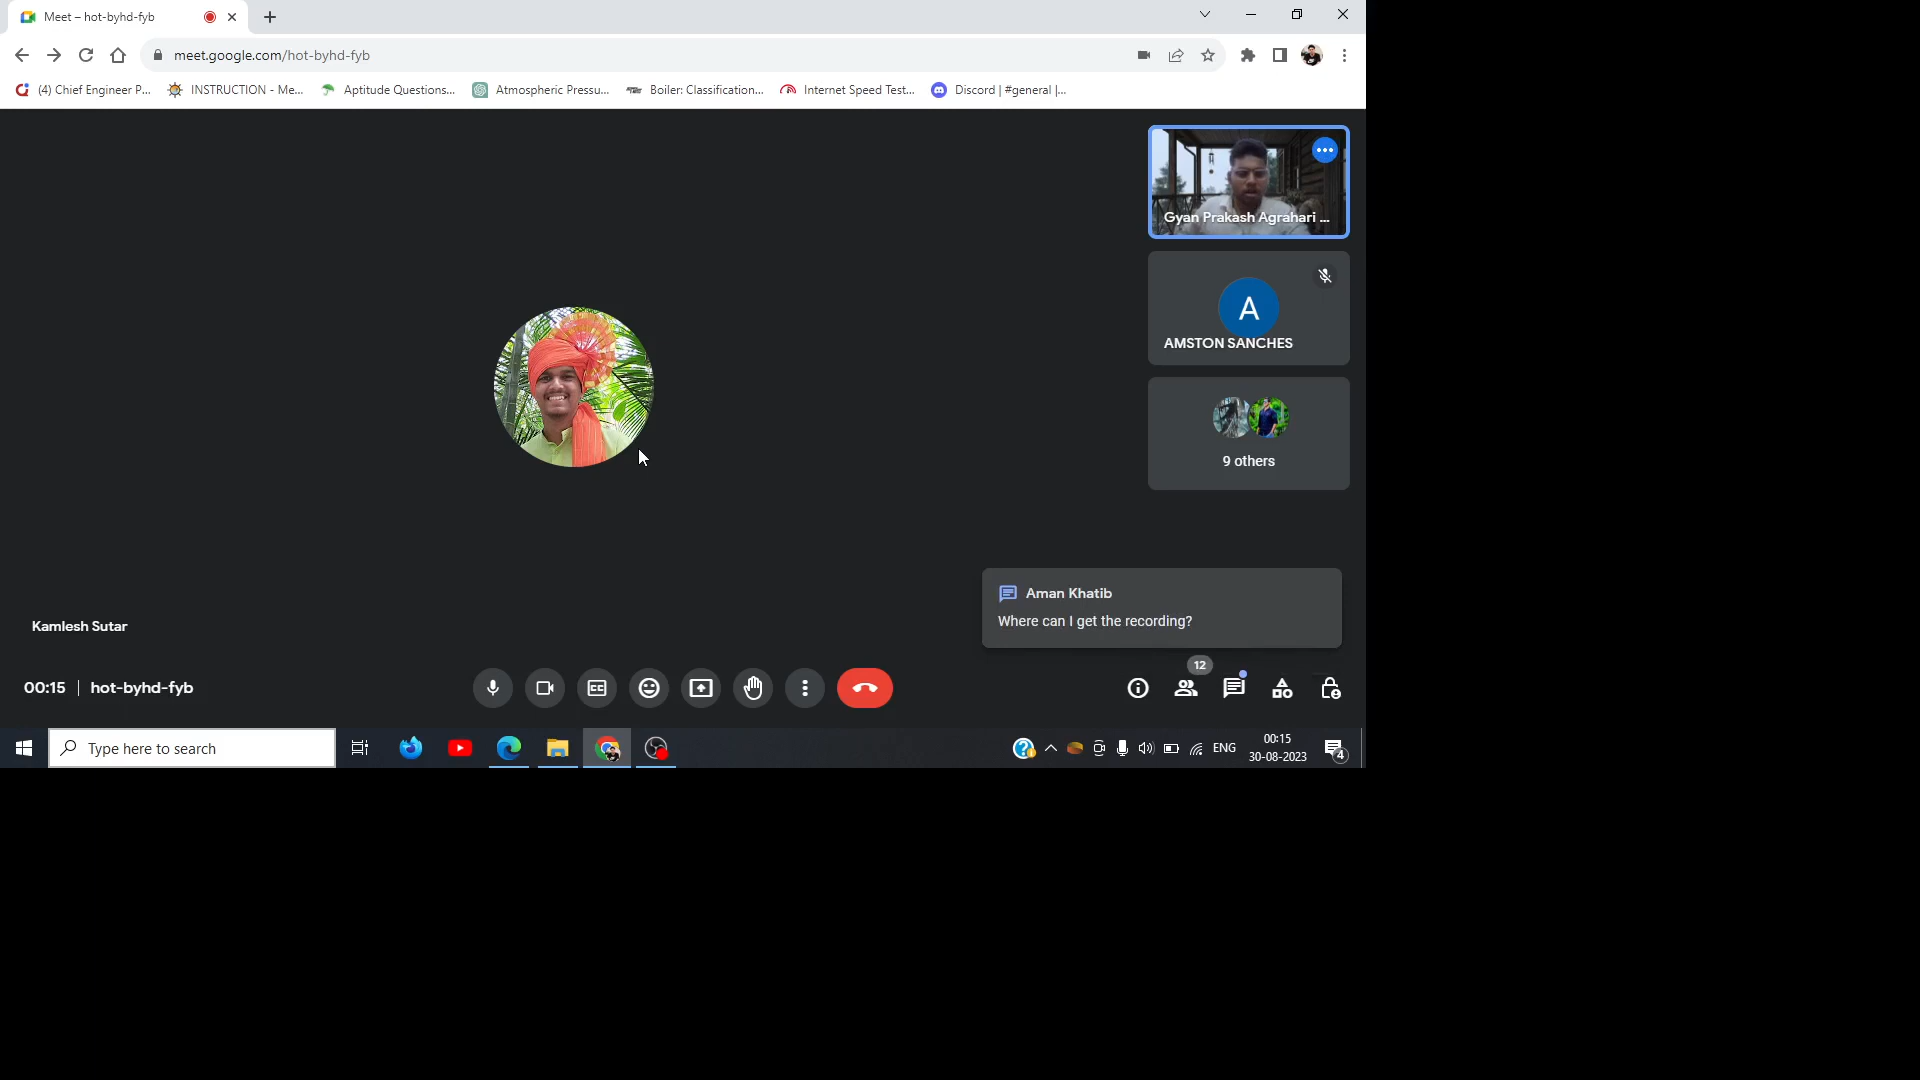 Meet – hot-byhd-fyb
meet.google.com/hot-byhd-fyb
(4) Chief Engineer P...
INSTRUCTION - Me...
Aptitude Questions...
Atmospheric Pressu...
Boiler: Classification...
Internet Speed Test...
Discord | #general |...
Gyan Prakash Agrahari ...
A
AMSTON SANCHES
9 others
Aman Khatib
Where can I get the recording?
Kamlesh Sutar
12
00:15 | hot-byhd-fyb
Type here to search
ENG
00:15
30-08-2023
4